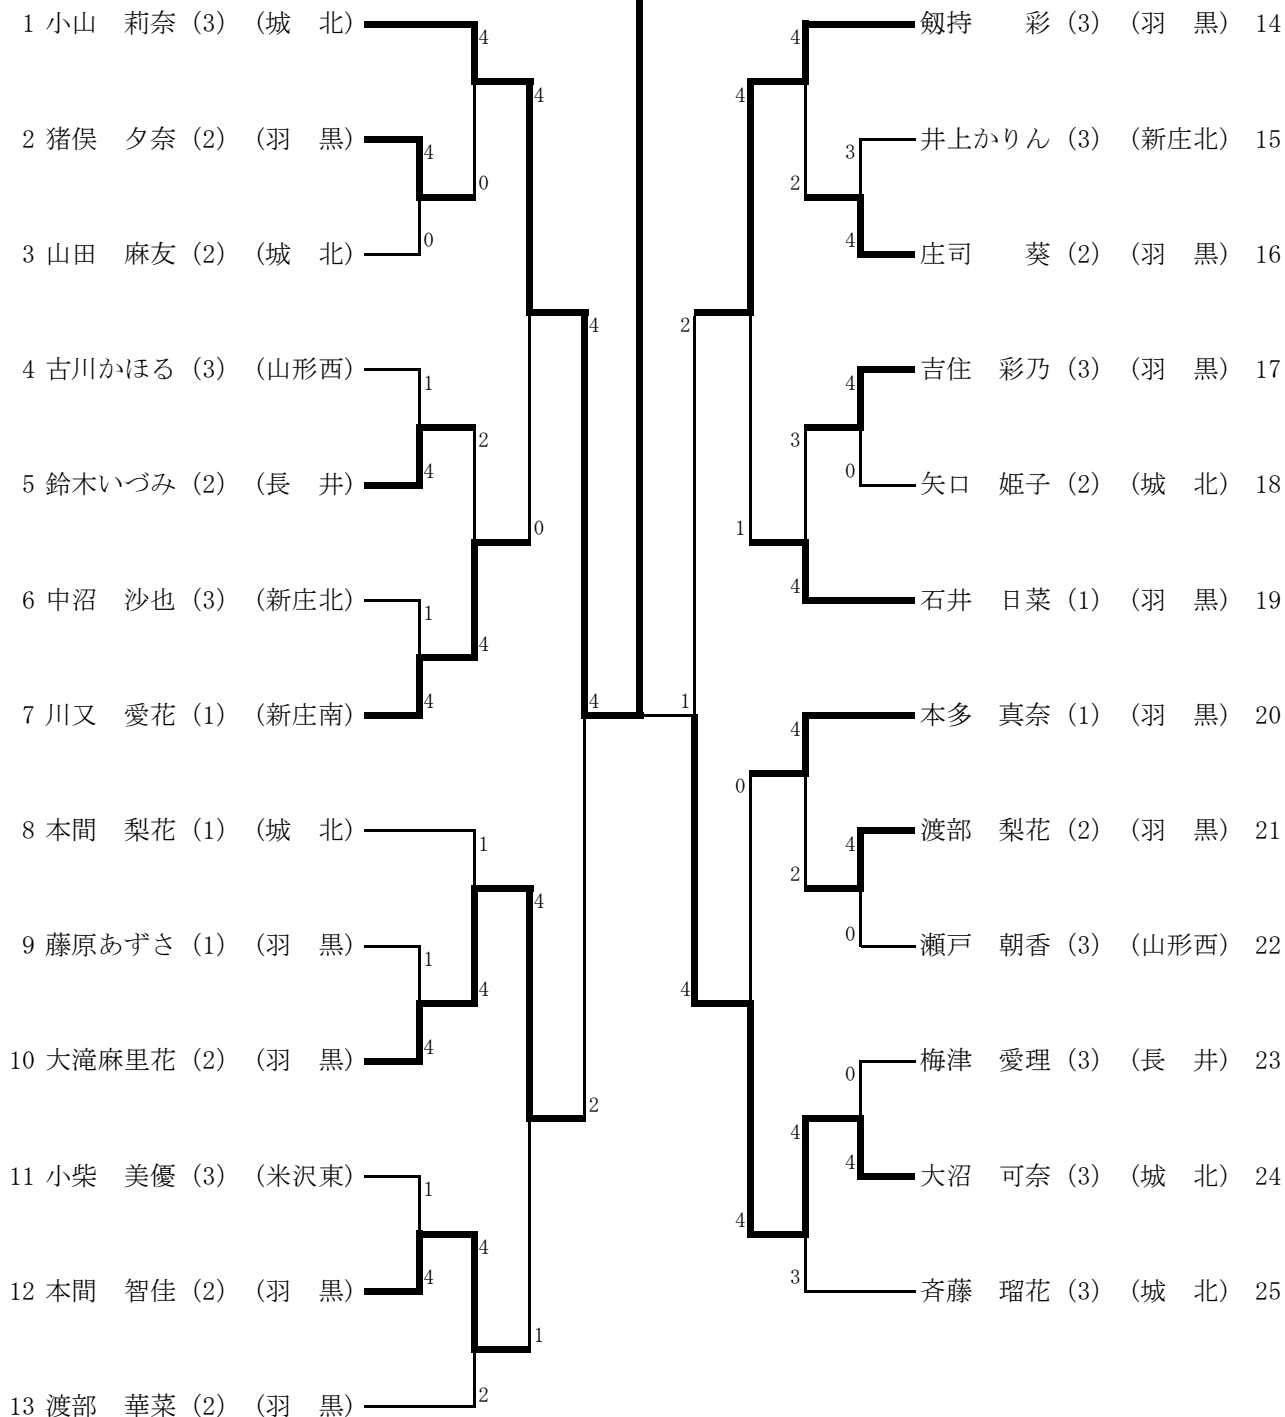 1 小山　莉奈 (3) (城　北)
4
4
2 猪俣　夕奈 (2) (羽　黒)
4
0
0
3 山田　麻友 (2) (城　北)
4
4 古川かほる (3) (山形西)
1
2
4
5 鈴木いづみ (2) (長　井)
0
6 中沼　沙也 (3) (新庄北)
1
4
4
7 川又　愛花 (1) (新庄南)
4
8 本間　梨花 (1) (城　北)
1
4
9 藤原あずさ (1) (羽　黒)
1
4
4
10 大滝麻里花 (2) (羽　黒)
2
11 小柴　美優 (3) (米沢東)
1
4
4
12 本間　智佳 (2) (羽　黒)
1
2
13 渡部　華菜 (2) (羽　黒)
剱持　　彩 (3) (羽　黒) 14
4
4
井上かりん (3) (新庄北) 15
3
2
4
庄司　　葵 (2) (羽　黒) 16
2
吉住　彩乃 (3) (羽　黒) 17
4
3
0
矢口　姫子 (2) (城　北) 18
1
4
石井　日菜 (1) (羽　黒) 19
1
本多　真奈 (1) (羽　黒) 20
4
0
渡部　梨花 (2) (羽　黒) 21
4
2
0
瀬戸　朝香 (3) (山形西) 22
4
梅津　愛理 (3) (長　井) 23
0
4
4
大沼　可奈 (3) (城　北) 24
4
3
斉藤　瑠花 (3) (城　北) 25